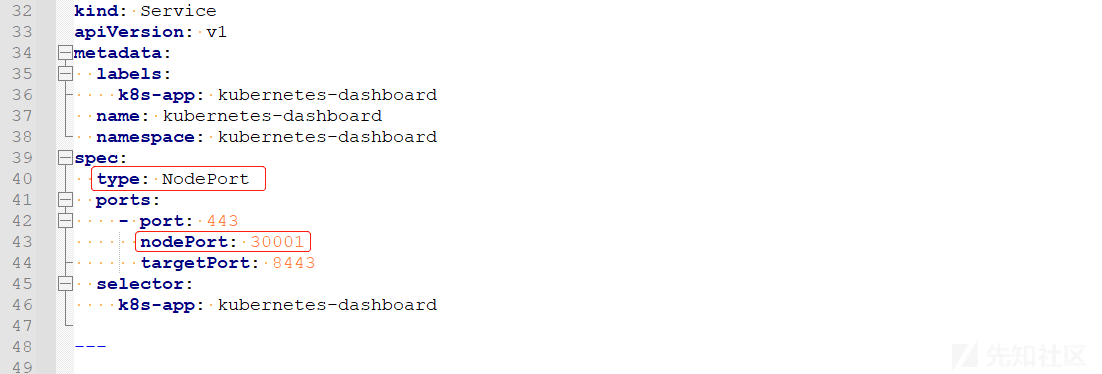 32 kind: Service
33 apiVersion: v1
34 metadata:
35   labels:
36     k8s-app: kubernetes-dashboard
37   name: kubernetes-dashboard
38   namespace: kubernetes-dashboard
39 spec:
40   type: NodePort
41   ports:
42     - port: 443
43       nodePort: 30001
44       targetPort: 8443
45   selector:
46     k8s-app: kubernetes-dashboard
47
48 ---
49
先知社区